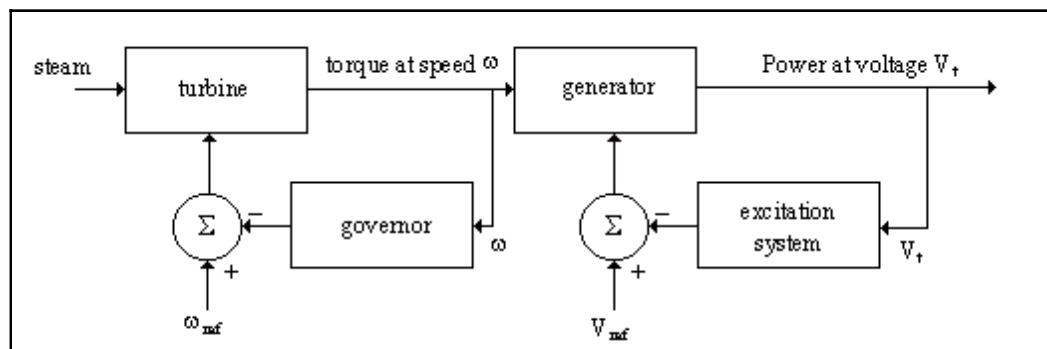 steam
turbine
torque at speed ω
generator
Power at voltage Vt
Σ
−
+
governor
ω
ωref
Σ
−
+
excitation
system
Vt
Vref